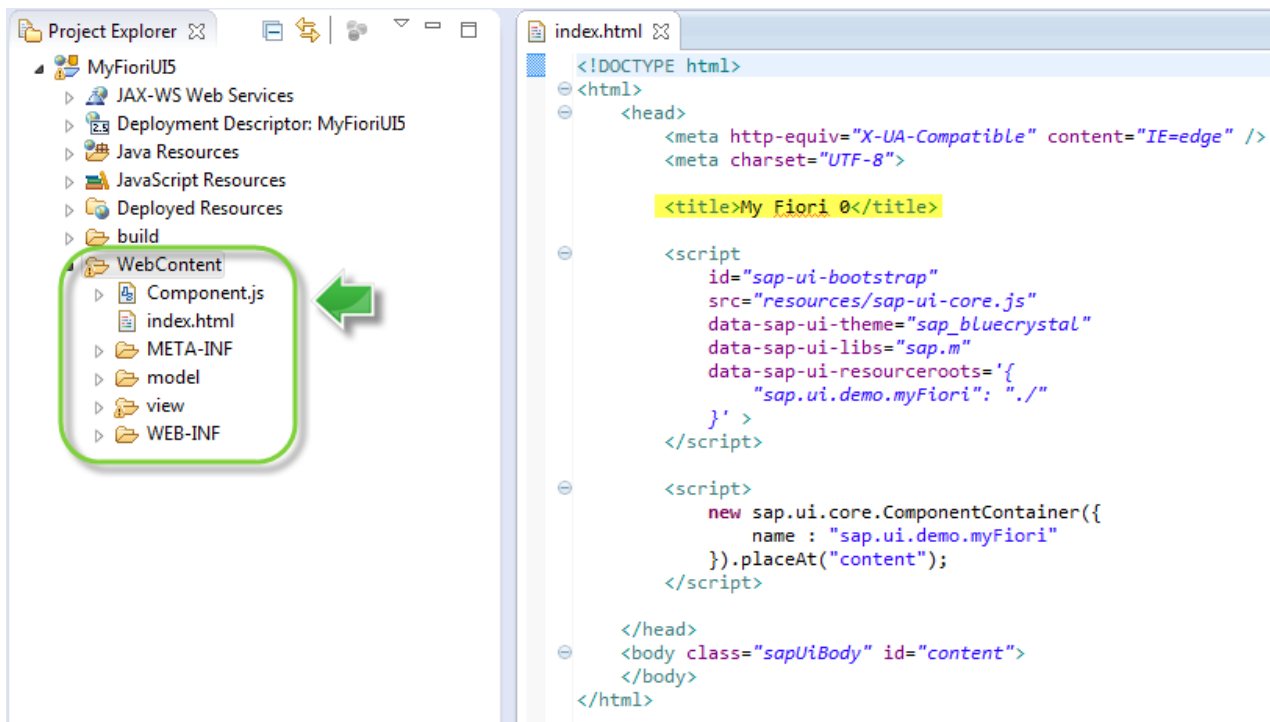 Project Explorer
MyFioriUI5
JAX-WS Web Services
2.5 Deployment Descriptor: MyFioriUI5
Java Resources
JavaScript Resources
Deployed Resources
build
WebContent
Component.js
index.html
META-INF
model
view
WEB-INF
index.html
<!DOCTYPE html>
<html>
<head>
<meta http-equiv="X-UA-Compatible" content="IE=edge" />
<meta charset="UTF-8">
<title>My Fiori 0</title>
<script
id="sap-ui-bootstrap"
src="resources/sap-ui-core.js"
data-sap-ui-theme="sap_bluecrystal"
data-sap-ui-libs="sap.m"
data-sap-ui-resourceroots='{
"sap.ui.demo.myFiori": "./"
}' >
</script>
<script>
new sap.ui.core.ComponentContainer({
name : "sap.ui.demo.myFiori"
}).placeAt("content");
</script>
</head>
<body class="sapUiBody" id="content">
</body>
</html>